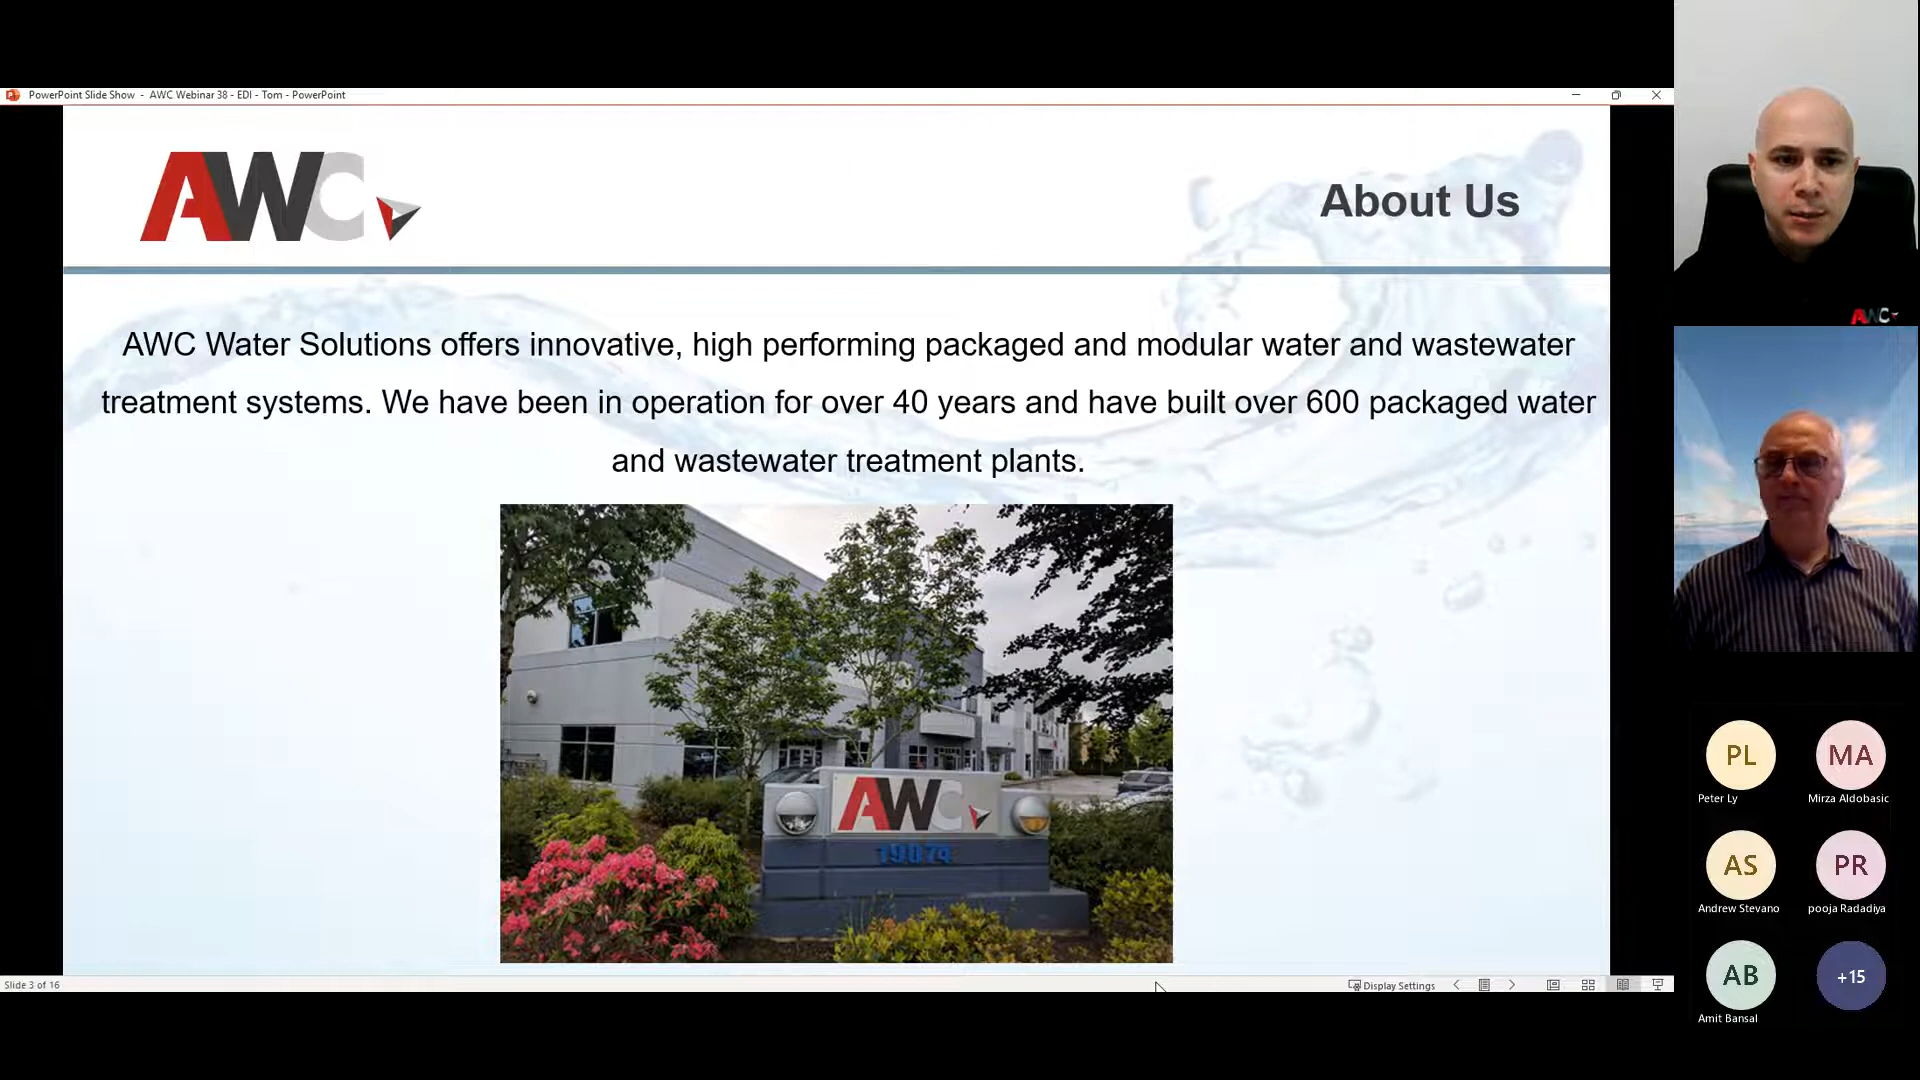 PowerPoint Slide Show - AWC Webinar 38 - EDI - Tom - PowerPoint
AWC
About Us
AWC Water Solutions offers innovative, high performing packaged and modular water and wastewater
treatment systems. We have been in operation for over 40 years and have built over 600 packaged water
and wastewater treatment plants.
AWC
19074
Slide 3 of 16
Display Settings
AWC
PL
Peter Ly
MA
Mirza Aldobasic
AS
Andrew Stevano
PR
pooja Radadiya
AB
Amit Bansal
+15